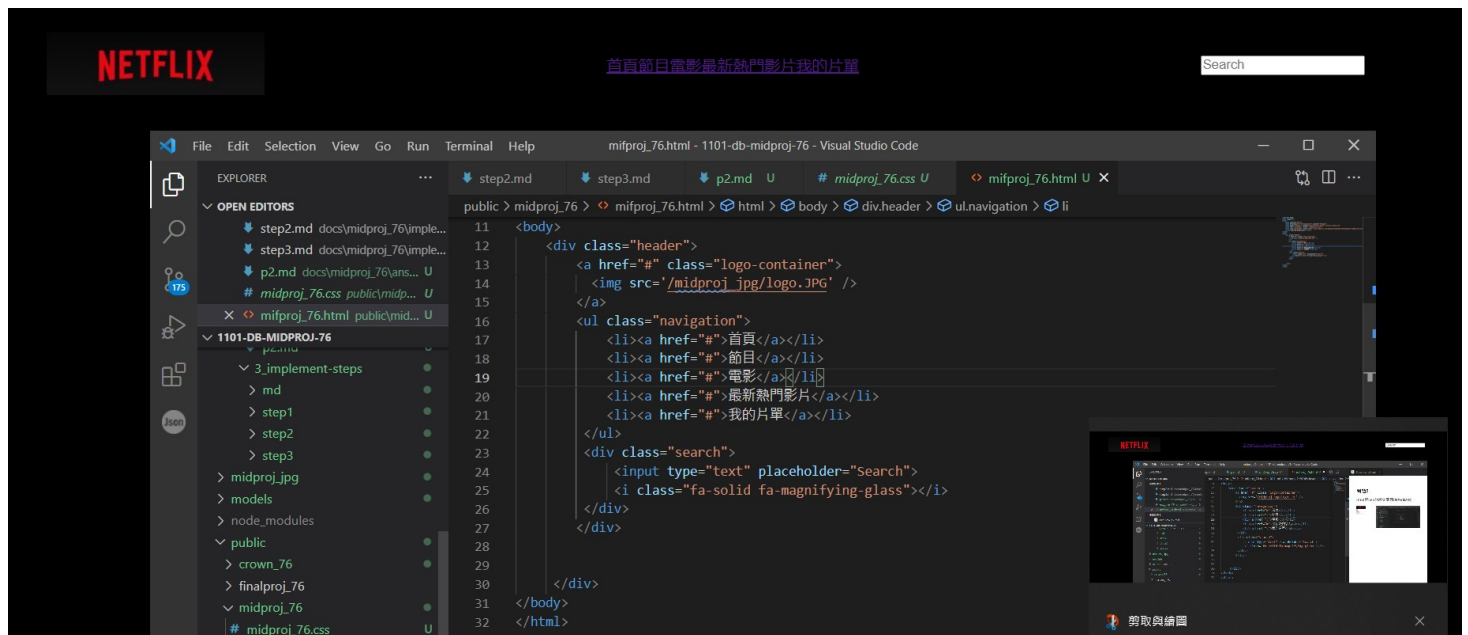 NETFLIX
首頁節目電影最新熱門影片我的片單
Search
File Edit Selection View Go Run Terminal Help
mifproj_76.html - 1101-db-midproj-76 - Visual Studio Code
EXPLORER
OPEN EDITORS
step2.md docs\midproj_76\imple...
step3.md docs\midproj_76\imple...
p2.md docs\midproj_76\ans... U
# midproj_76.css public\midp... U
mifproj_76.html public\mid... U
1101-DB-MIDPROJ-76
p2.md
3_implement-steps
md
step1
step2
step3
midproj_jpg
models
node_modules
public
crown_76
finalproj_76
midproj_76
# midproj_76.css U
175
Json
step2.md
step3.md
p2.md U
# midproj_76.css U
mifproj_76.html U
public > midproj_76 > mifproj_76.html > html > body > div.header > ul.navigation > li
11 <body>
12 <div class="header">
13 <a href="#" class="logo-container">
14 <img src='/midproj_jpg/logo.JPG' />
15 </a>
16 <ul class="navigation">
17 <li><a href="#">首頁</a></li>
18 <li><a href="#">節目</a></li>
19 <li><a href="#">電影</a></li>
20 <li><a href="#">最新熱門影片</a></li>
21 <li><a href="#">我的片單</a></li>
22 </ul>
23 <div class="search">
24 <input type="text" placeholder="Search">
25 <i class="fa-solid fa-magnifying-glass"></i>
26 </div>
27 </div>
28
29
30 </div>
31 </body>
32 </html>
NETFLIX
剪取與繪圖